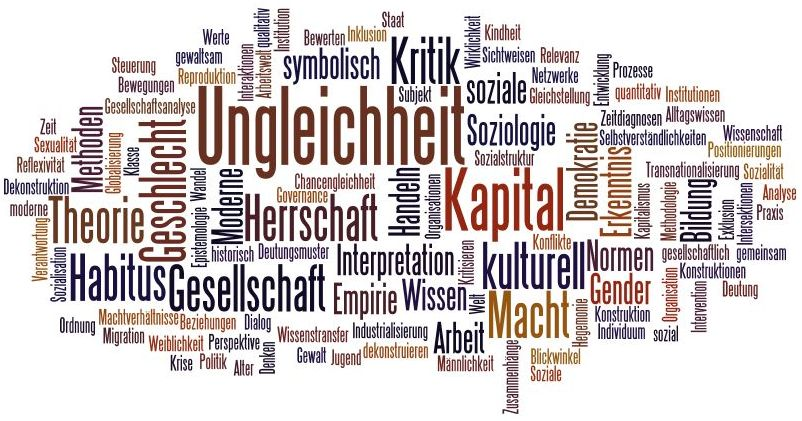 Staat
Werte
qualitativ
Institution
Bewerten
Inklusion
Wirklichkeit
Kindheit
gewaltsam
Interaktionen
Arbeitswelt
symbolisch
Kritik
Sichtweisen
Relevanz
Steuerung
Reproduktion
Netzwerke
Entwicklung
Prozesse
Bewegungen
Subjekt
soziale
Gleichstellung
quantitativ
Institutionen
Gesellschaftsanalyse
Ungleichheit
Zeitdiagnosen
Alltagswissen
Zeit
Methoden
Geschlecht
Soziologie
Demokratie
Selbstverständlichkeiten
Wissenschaft
Sexualität
Globalisierung
Klasse
Sozialstruktur
Erkenntnis
Positionierungen
Reflexivität
Wandel
Moderne
Chancengleichheit
Handeln
Organisationen
Kapital
Transnationalisierung
Sozialität
Dekonstruktion
Governance
Kapitalismus
Methodologie
Bildung
Exklusion
Intersektionen
Analyse
moderne
Theorie
Epistemologie
Herrschaft
Praxis
Verantwortung
Sozialisation
historisch
Deutungsmuster
Interpretation
Kritisieren
Konflikte
kulturell
Normen
gesellschaftlich
gemeinsam
Habitus
Gesellschaft
Empirie
Wissen
Welt
Gender
Organisation
Konstruktionen
Intervention
Deutung
Macht
Hegemonie
Konstruktion
Ordnung
Machtverhältnisse
Beziehungen
Dialog
Wissenstransfer
Industrialisierung
Arbeit
Individuum
sozial
Migration
Weiblichkeit
Perspektive
Denken
Gewalt
Jugend
dekonstruieren
Zusammenhänge
Blickwinkel
Krise
Politik
Alter
Männlichkeit
Soziale